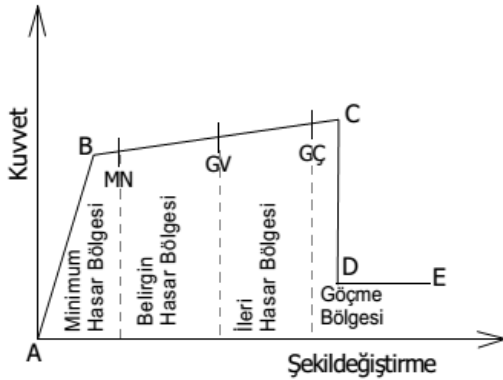 Kuvvet
A
B
C
D
E
MN
GV
GÇ
Minimum
Hasar Bölgesi
Belirgin
Hasar Bölgesi
İleri
Hasar Bölgesi
Göçme
Bölgesi
Şekildeğiştirme